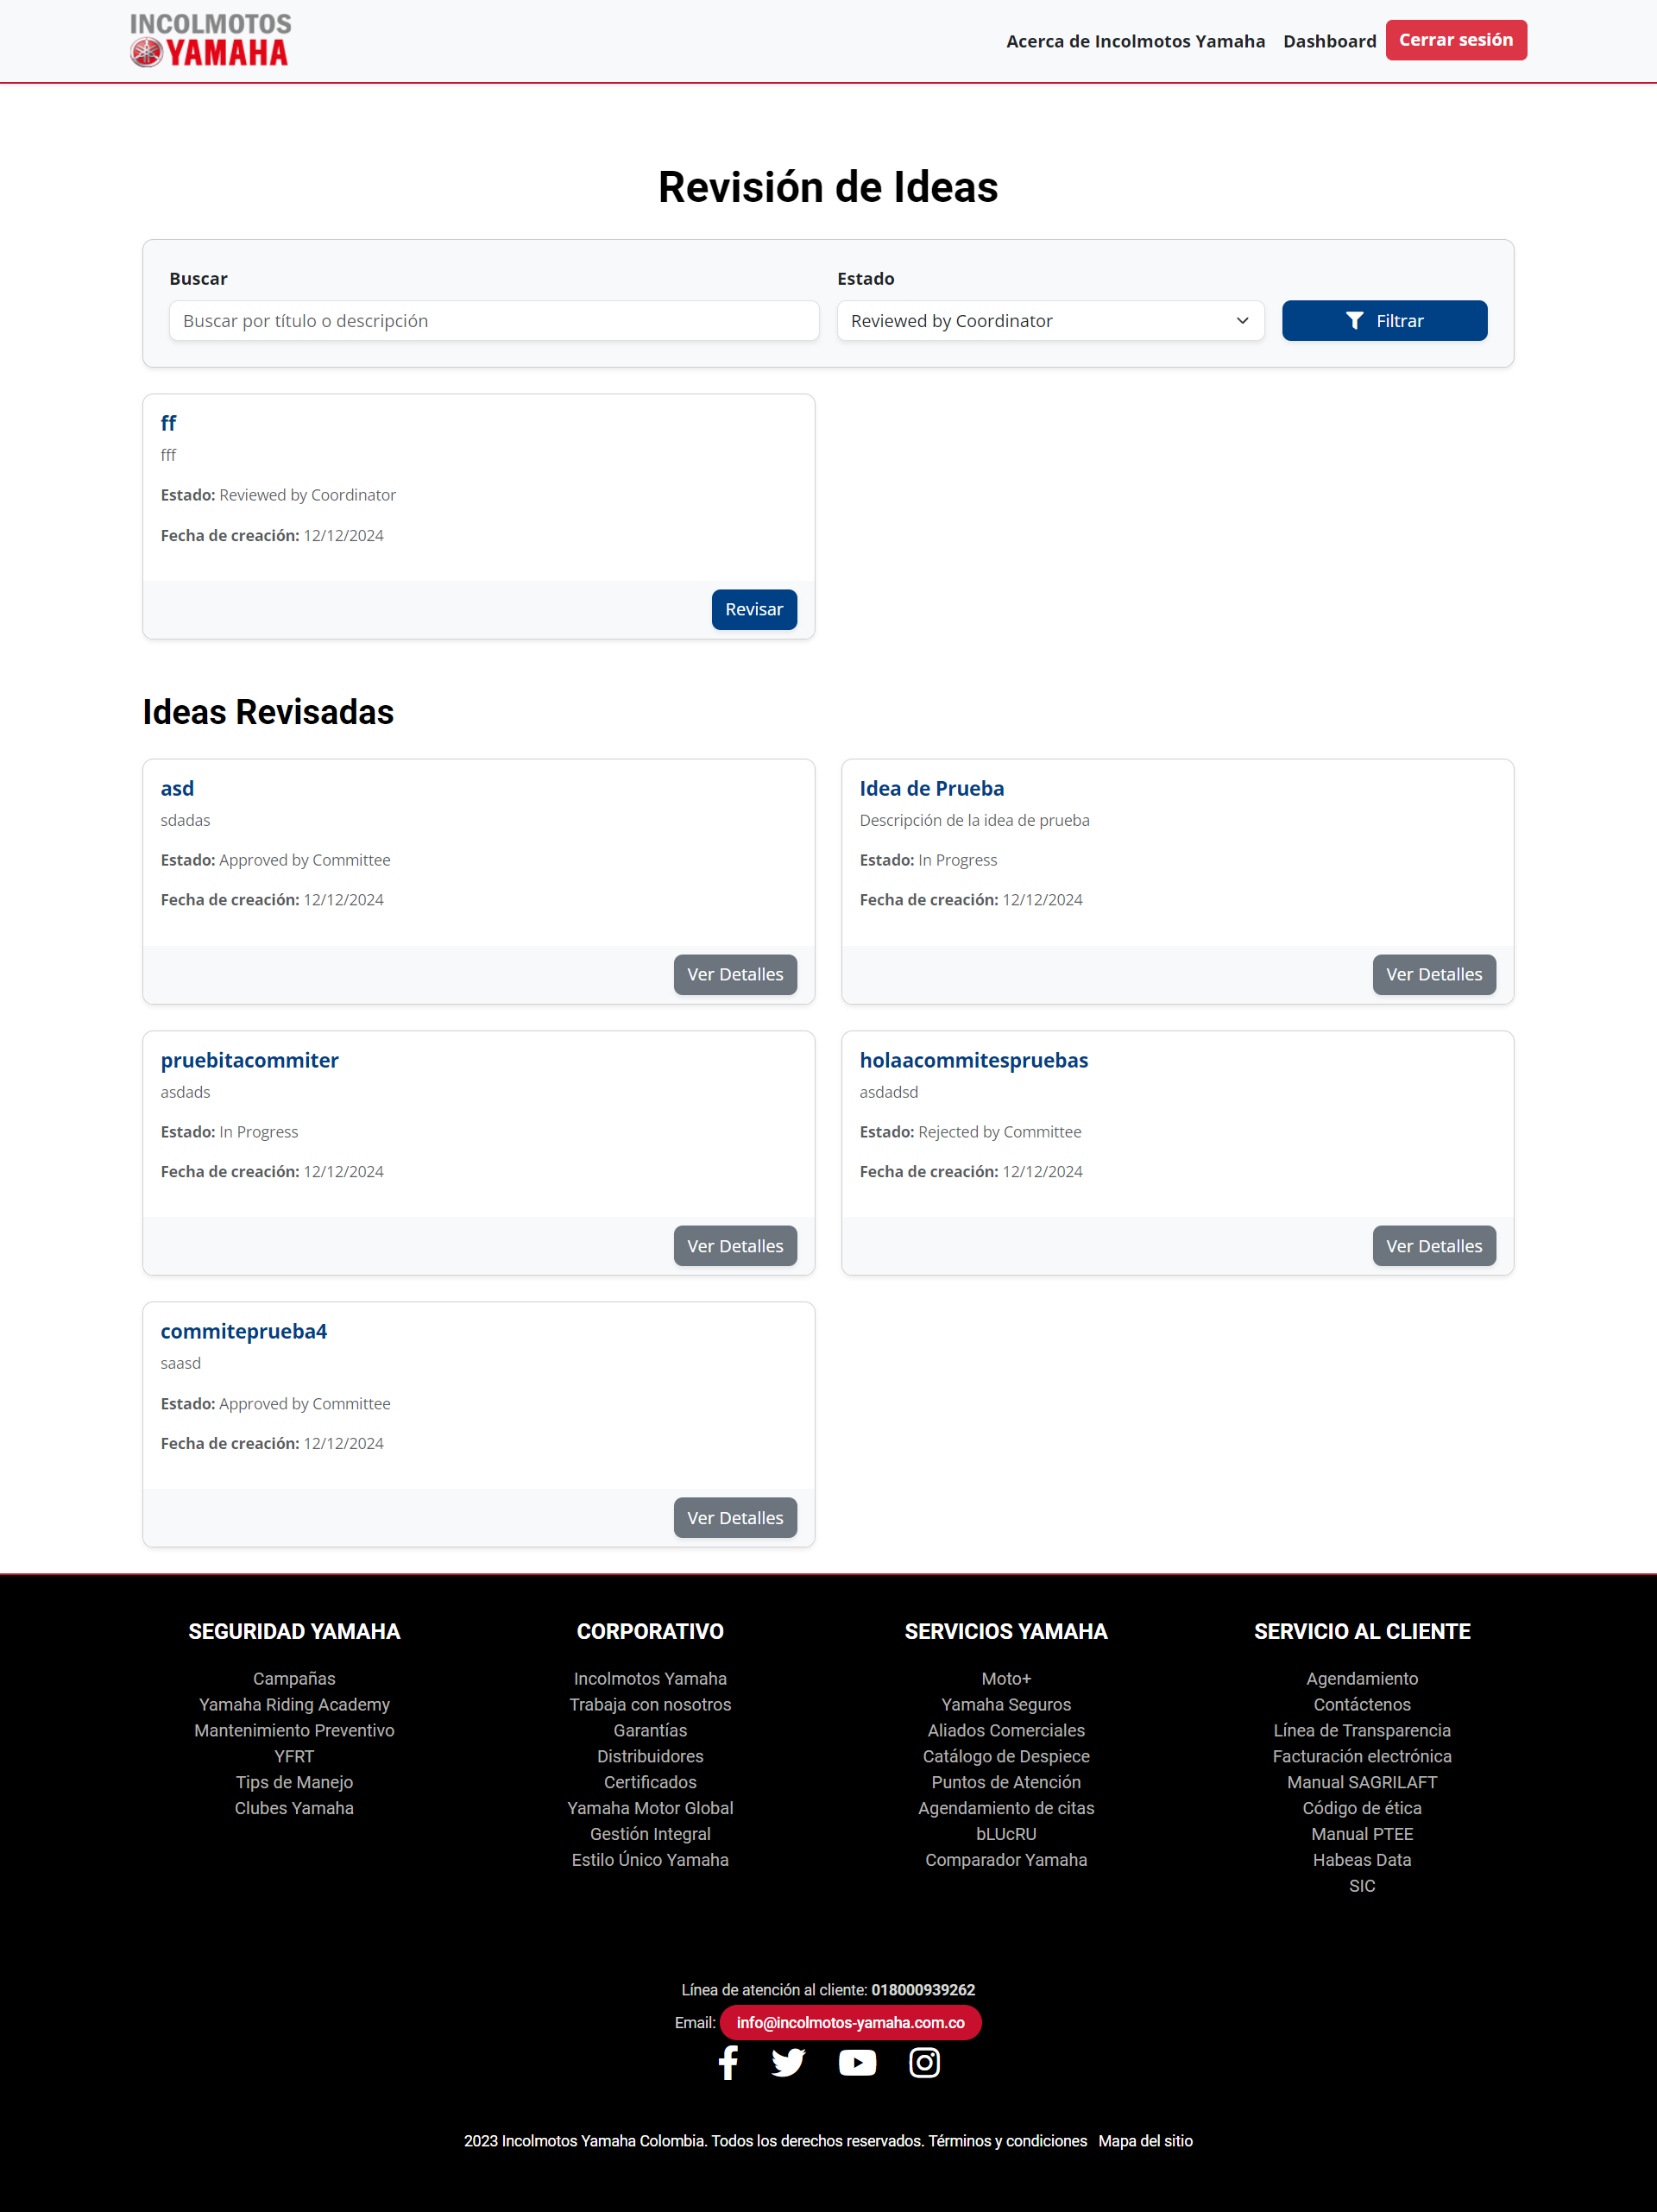 INCOLMOTOS
YAMAHA
Acerca de Incolmotos Yamaha Dashboard Cerrar sesión
Revisión de Ideas
Buscar Estado
Buscar por título o descripción Reviewed by Coordinator Filtrar
ff
fff
Estado: Reviewed by Coordinator
Fecha de creación: 12/12/2024
Revisar
Ideas Revisadas
asd
sdadas
Estado: Approved by Committee
Fecha de creación: 12/12/2024
Ver Detalles
Idea de Prueba
Descripción de la idea de prueba
Estado: In Progress
Fecha de creación: 12/12/2024
Ver Detalles
pruebitacommiter
asdads
Estado: In Progress
Fecha de creación: 12/12/2024
Ver Detalles
holaacommitespruebas
asdadsd
Estado: Rejected by Committee
Fecha de creación: 12/12/2024
Ver Detalles
commiteprueba4
saasd
Estado: Approved by Committee
Fecha de creación: 12/12/2024
Ver Detalles
SEGURIDAD YAMAHA
Campañas
Yamaha Riding Academy
Mantenimiento Preventivo
YFRT
Tips de Manejo
Clubes Yamaha
CORPORATIVO
Incolmotos Yamaha
Trabaja con nosotros
Garantías
Distribuidores
Certificados
Yamaha Motor Global
Gestión Integral
Estilo Único Yamaha
SERVICIOS YAMAHA
Moto+
Yamaha Seguros
Aliados Comerciales
Catálogo de Despiece
Puntos de Atención
Agendamiento de citas
bLUcRU
Comparador Yamaha
SERVICIO AL CLIENTE
Agendamiento
Contáctenos
Línea de Transparencia
Facturación electrónica
Manual SAGRILAFT
Código de ética
Manual PTEE
Habeas Data
SIC
Línea de atención al cliente: 018000939262
Email: info@incolmotos-yamaha.com.co
2023 Incolmotos Yamaha Colombia. Todos los derechos reservados. Términos y condiciones Mapa del sitio